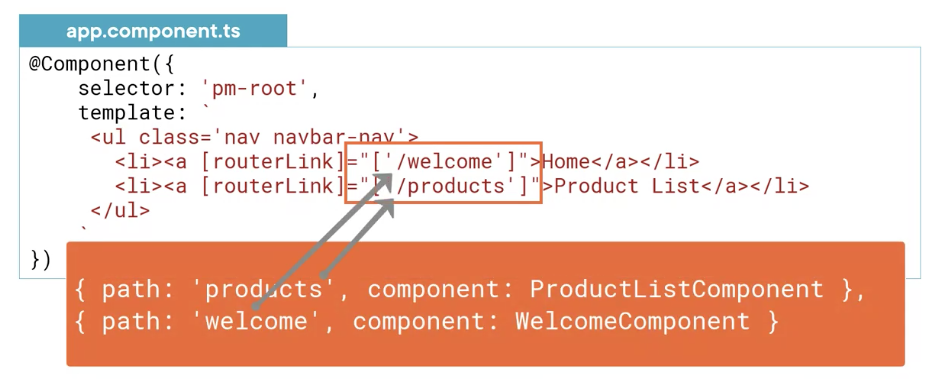 app.component.ts
@Component({
    selector: 'pm-root',
    template: `
     <ul class='nav navbar-nav'>
       <li><a [routerLink]="['/welcome']">Home</a></li>
       <li><a [routerLink]="['/products']">Product List</a></li>
     </ul>
    `
})
{ path: 'products', component: ProductListComponent },
{ path: 'welcome', component: WelcomeComponent }